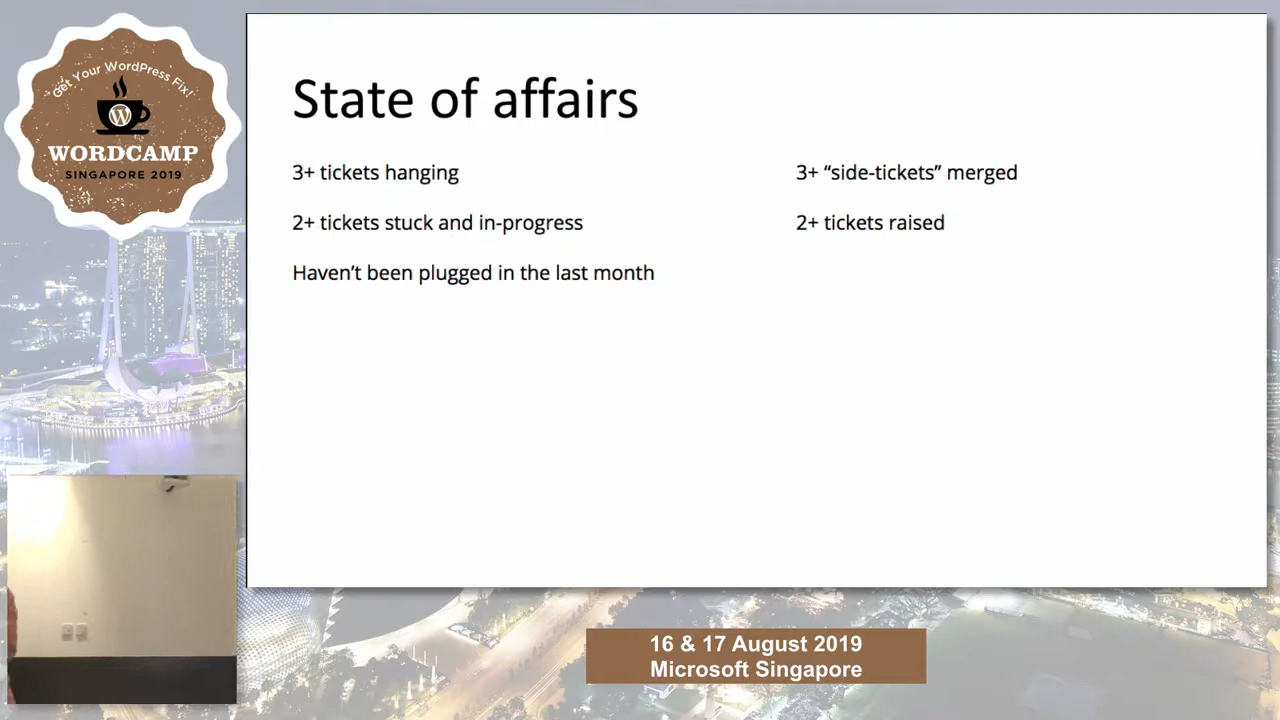 Get Your WordPress Fix!
WORDCAMP
SINGAPORE 2019
State of affairs
3+ tickets hanging
2+ tickets stuck and in-progress
Haven’t been plugged in the last month
3+ “side-tickets” merged
2+ tickets raised
16 & 17 August 2019
Microsoft Singapore